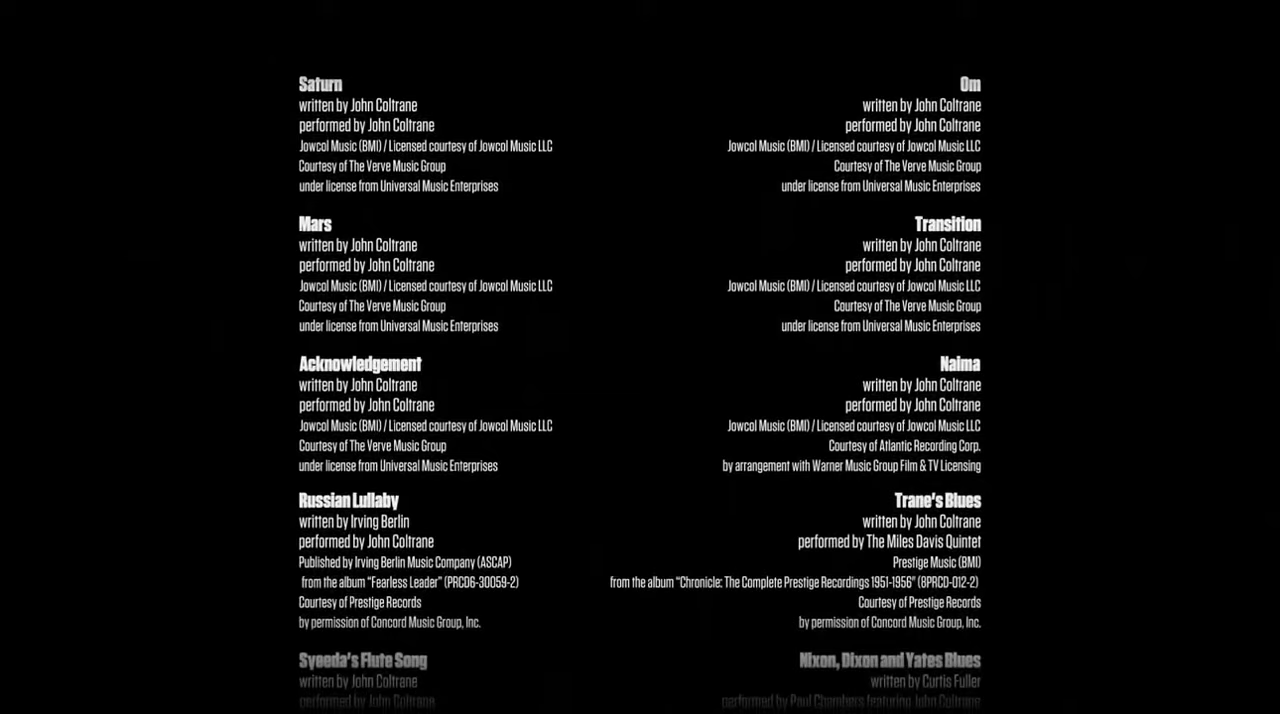 Saturn
written by John Coltrane
performed by John Coltrane
Jowcol Music (BMI) / Licensed courtesy of Jowcol Music LLC
Courtesy of The Verve Music Group
under license from Universal Music Enterprises
Om
written by John Coltrane
performed by John Coltrane
Jowcol Music (BMI) / Licensed courtesy of Jowcol Music LLC
Courtesy of The Verve Music Group
under license from Universal Music Enterprises
Mars
written by John Coltrane
performed by John Coltrane
Jowcol Music (BMI) / Licensed courtesy of Jowcol Music LLC
Courtesy of The Verve Music Group
under license from Universal Music Enterprises
Transition
written by John Coltrane
performed by John Coltrane
Jowcol Music (BMI) / Licensed courtesy of Jowcol Music LLC
Courtesy of The Verve Music Group
under license from Universal Music Enterprises
Acknowledgement
written by John Coltrane
performed by John Coltrane
Jowcol Music (BMI) / Licensed courtesy of Jowcol Music LLC
Courtesy of The Verve Music Group
under license from Universal Music Enterprises
Naima
written by John Coltrane
performed by John Coltrane
Jowcol Music (BMI) / Licensed courtesy of Jowcol Music LLC
Courtesy of Atlantic Recording Corp.
by arrangement with Warner Music Group Film & TV Licensing
Russian Lullaby
written by Irving Berlin
performed by John Coltrane
Published by Irving Berlin Music Company (ASCAP)
from the album “Fearless Leader” (PRCD6-30059-2)
Courtesy of Prestige Records
by permission of Concord Music Group, Inc.
Trane's Blues
written by John Coltrane
performed by The Miles Davis Quintet
Prestige Music (BMI)
from the album “Chronicle: The Complete Prestige Recordings 1951-1956” (8PRCD-012-2)
Courtesy of Prestige Records
by permission of Concord Music Group, Inc.
Syeeda's Flute Song
written by John Coltrane
performed by John Coltrane
Nixon, Dixon and Yates Blues
written by Curtis Fuller
performed by Paul Chambers featuring John Coltrane